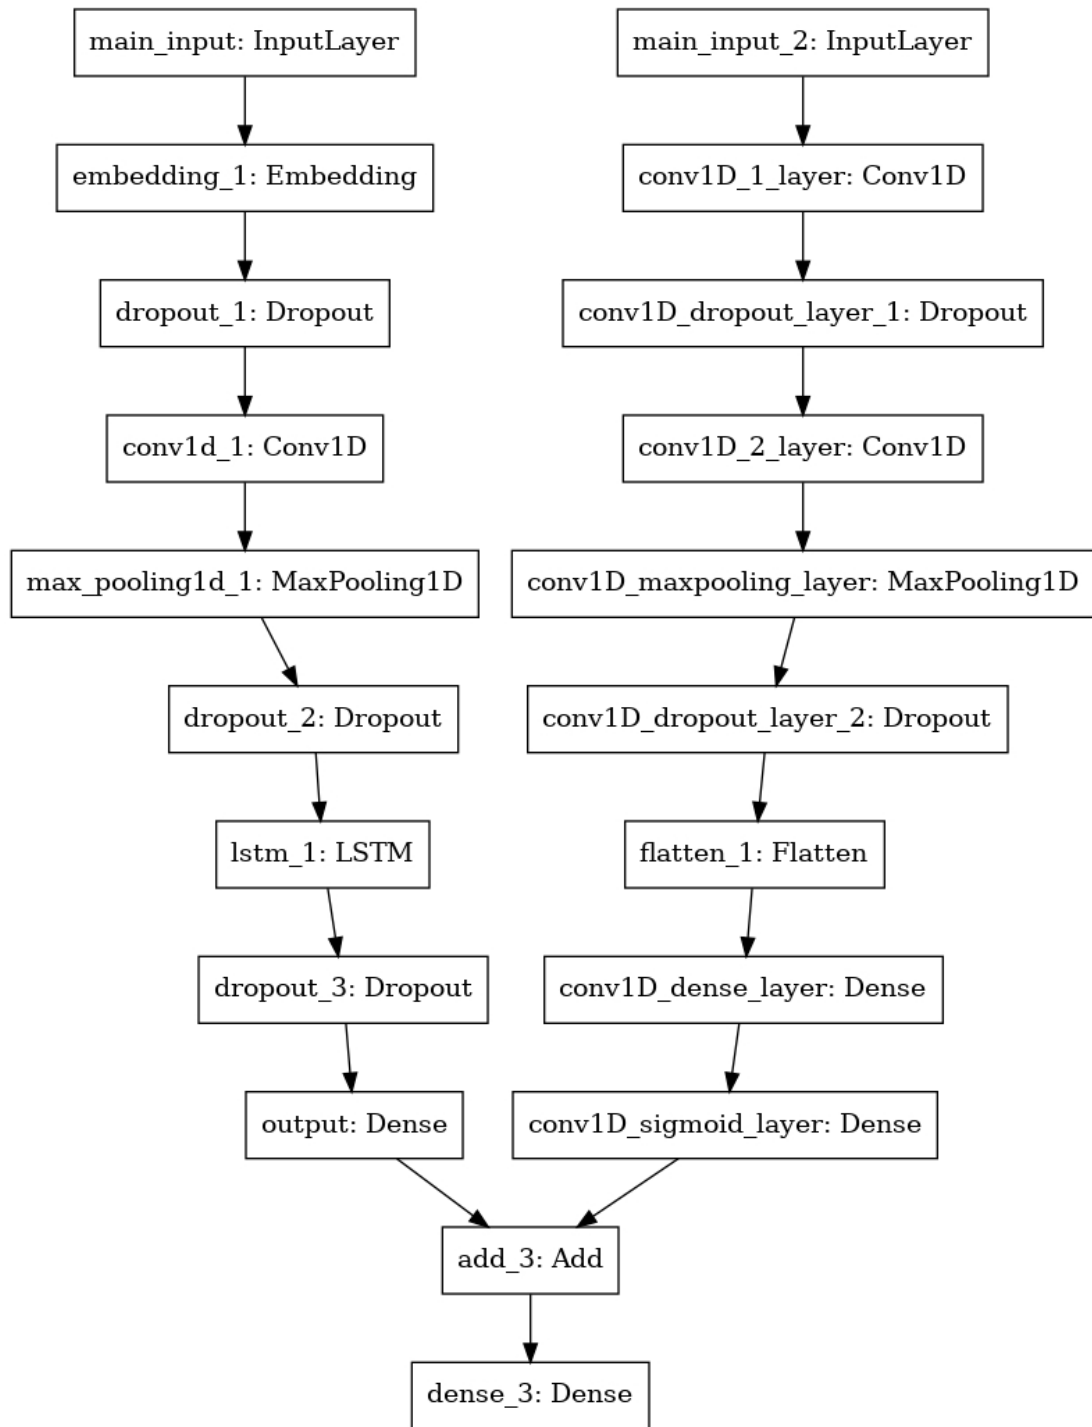 main_input: InputLayer
main_input_2: InputLayer
embedding_1: Embedding
conv1D_1_layer: Conv1D
dropout_1: Dropout
conv1D_dropout_layer_1: Dropout
conv1d_1: Conv1D
conv1D_2_layer: Conv1D
max_pooling1d_1: MaxPooling1D
conv1D_maxpooling_layer: MaxPooling1D
dropout_2: Dropout
conv1D_dropout_layer_2: Dropout
lstm_1: LSTM
flatten_1: Flatten
dropout_3: Dropout
conv1D_dense_layer: Dense
output: Dense
conv1D_sigmoid_layer: Dense
add_3: Add
dense_3: Dense